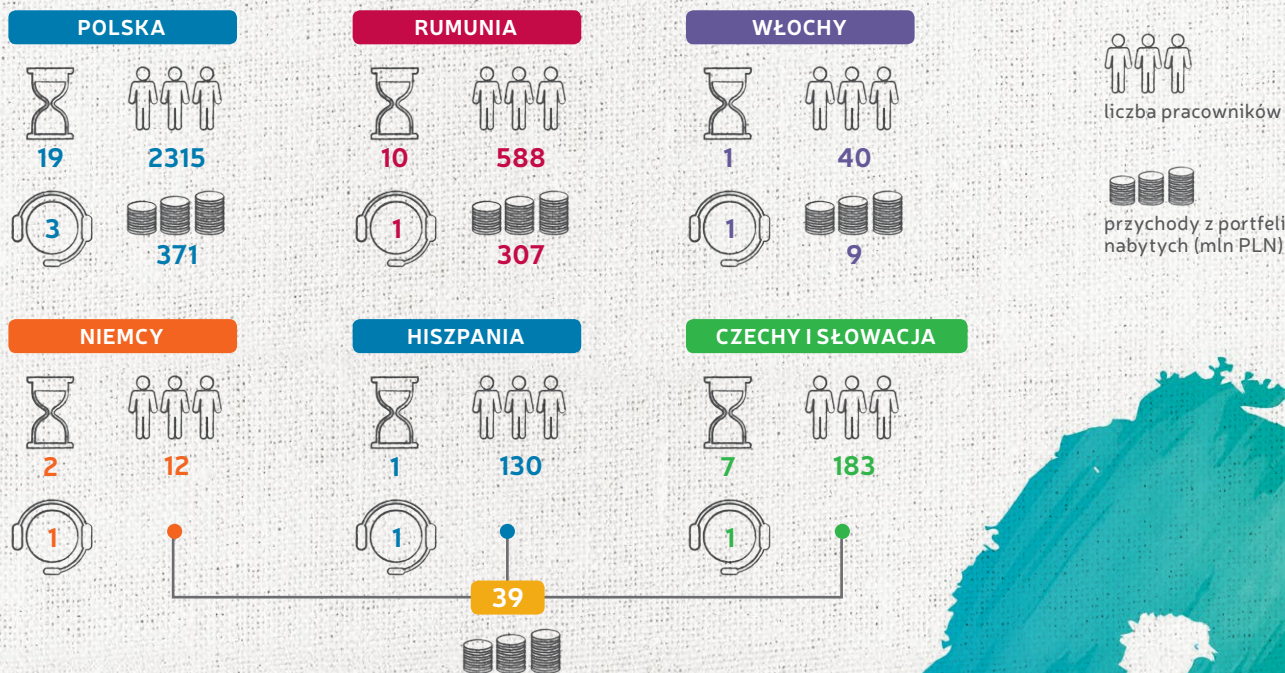 POLSKA
19
2315
3
371
RUMUNIA
10
588
1
307
WŁOCHY
1
40
1
9
liczba pracowników
przychody z portfeli
nabytych (mln PLN)
NIEMCY
2
12
1
HISZPANIA
1
130
1
CZECHY I SŁOWACJA
7
183
1
39